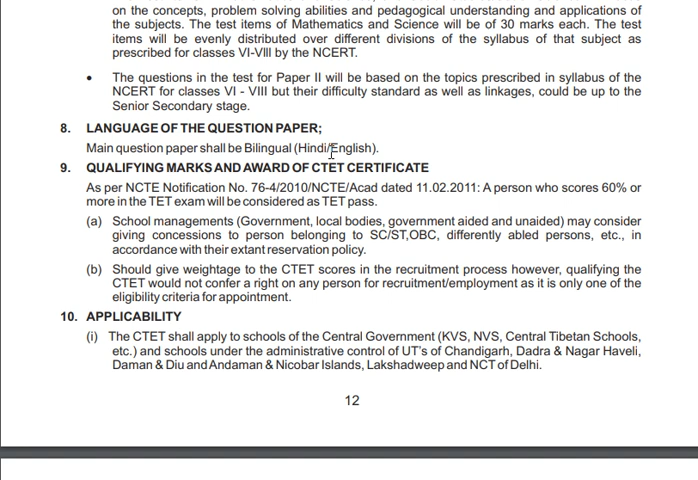 on the concepts, problem solving abilities and pedagogical understanding and applications of
the subjects. The test items of Mathematics and Science will be of 30 marks each. The test
items will be evenly distributed over different divisions of the syllabus of that subject as
prescribed for classes VI-VIII by the NCERT.
• The questions in the test for Paper II will be based on the topics prescribed in syllabus of the
NCERT for classes VI - VIII but their difficulty standard as well as linkages, could be up to the
Senior Secondary stage.
8. LANGUAGE OF THE QUESTION PAPER;
Main question paper shall be Bilingual (Hindi/English).
9. QUALIFYING MARKS AND AWARD OF CTET CERTIFICATE
As per NCTE Notification No. 76-4/2010/NCTE/Acad dated 11.02.2011: A person who scores 60% or
more in the TET exam will be considered as TET pass.
(a) School managements (Government, local bodies, government aided and unaided) may consider
giving concessions to person belonging to SC/ST,OBC, differently abled persons, etc., in
accordance with their extant reservation policy.
(b) Should give weightage to the CTET scores in the recruitment process however, qualifying the
CTET would not confer a right on any person for recruitment/employment as it is only one of the
eligibility criteria for appointment.
10. APPLICABILITY
(i) The CTET shall apply to schools of the Central Government (KVS, NVS, Central Tibetan Schools,
etc.) and schools under the administrative control of UT's of Chandigarh, Dadra & Nagar Haveli,
Daman & Diu and Andaman & Nicobar Islands, Lakshadweep and NCT of Delhi.
12